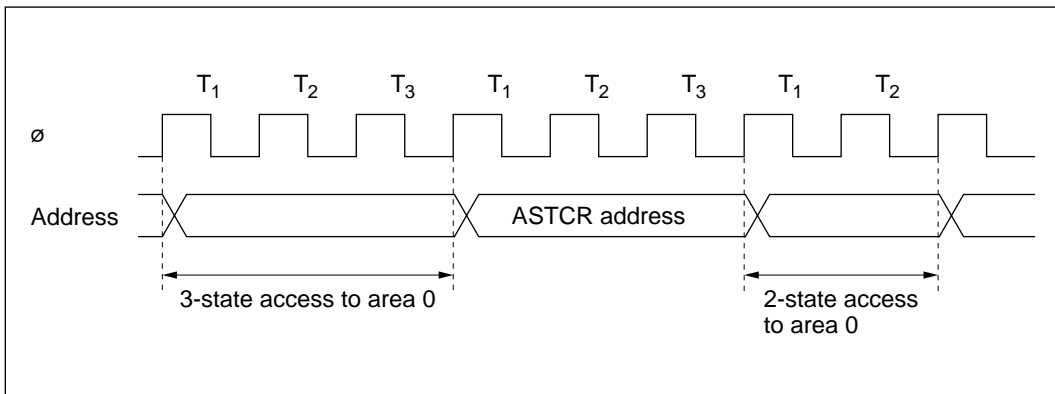 T₁ T₂ T₃ T₁ T₂ T₃ T₁ T₂
ø
Address ASTCR address
3-state access to area 0
2-state access
to area 0